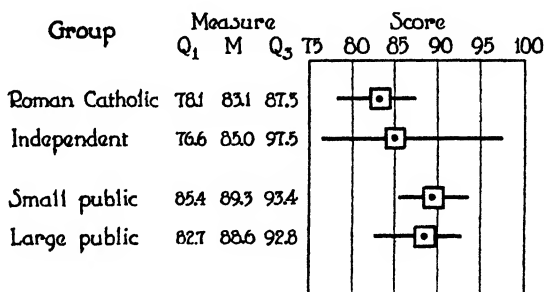 Group Measure Score
Q₁ M Q₃ 75 80 85 90 95 100
Roman Catholic 78.1 83.1 87.3
Independent 76.6 85.0 97.5
Small public 85.4 89.3 93.4
Large public 82.7 88.6 92.8